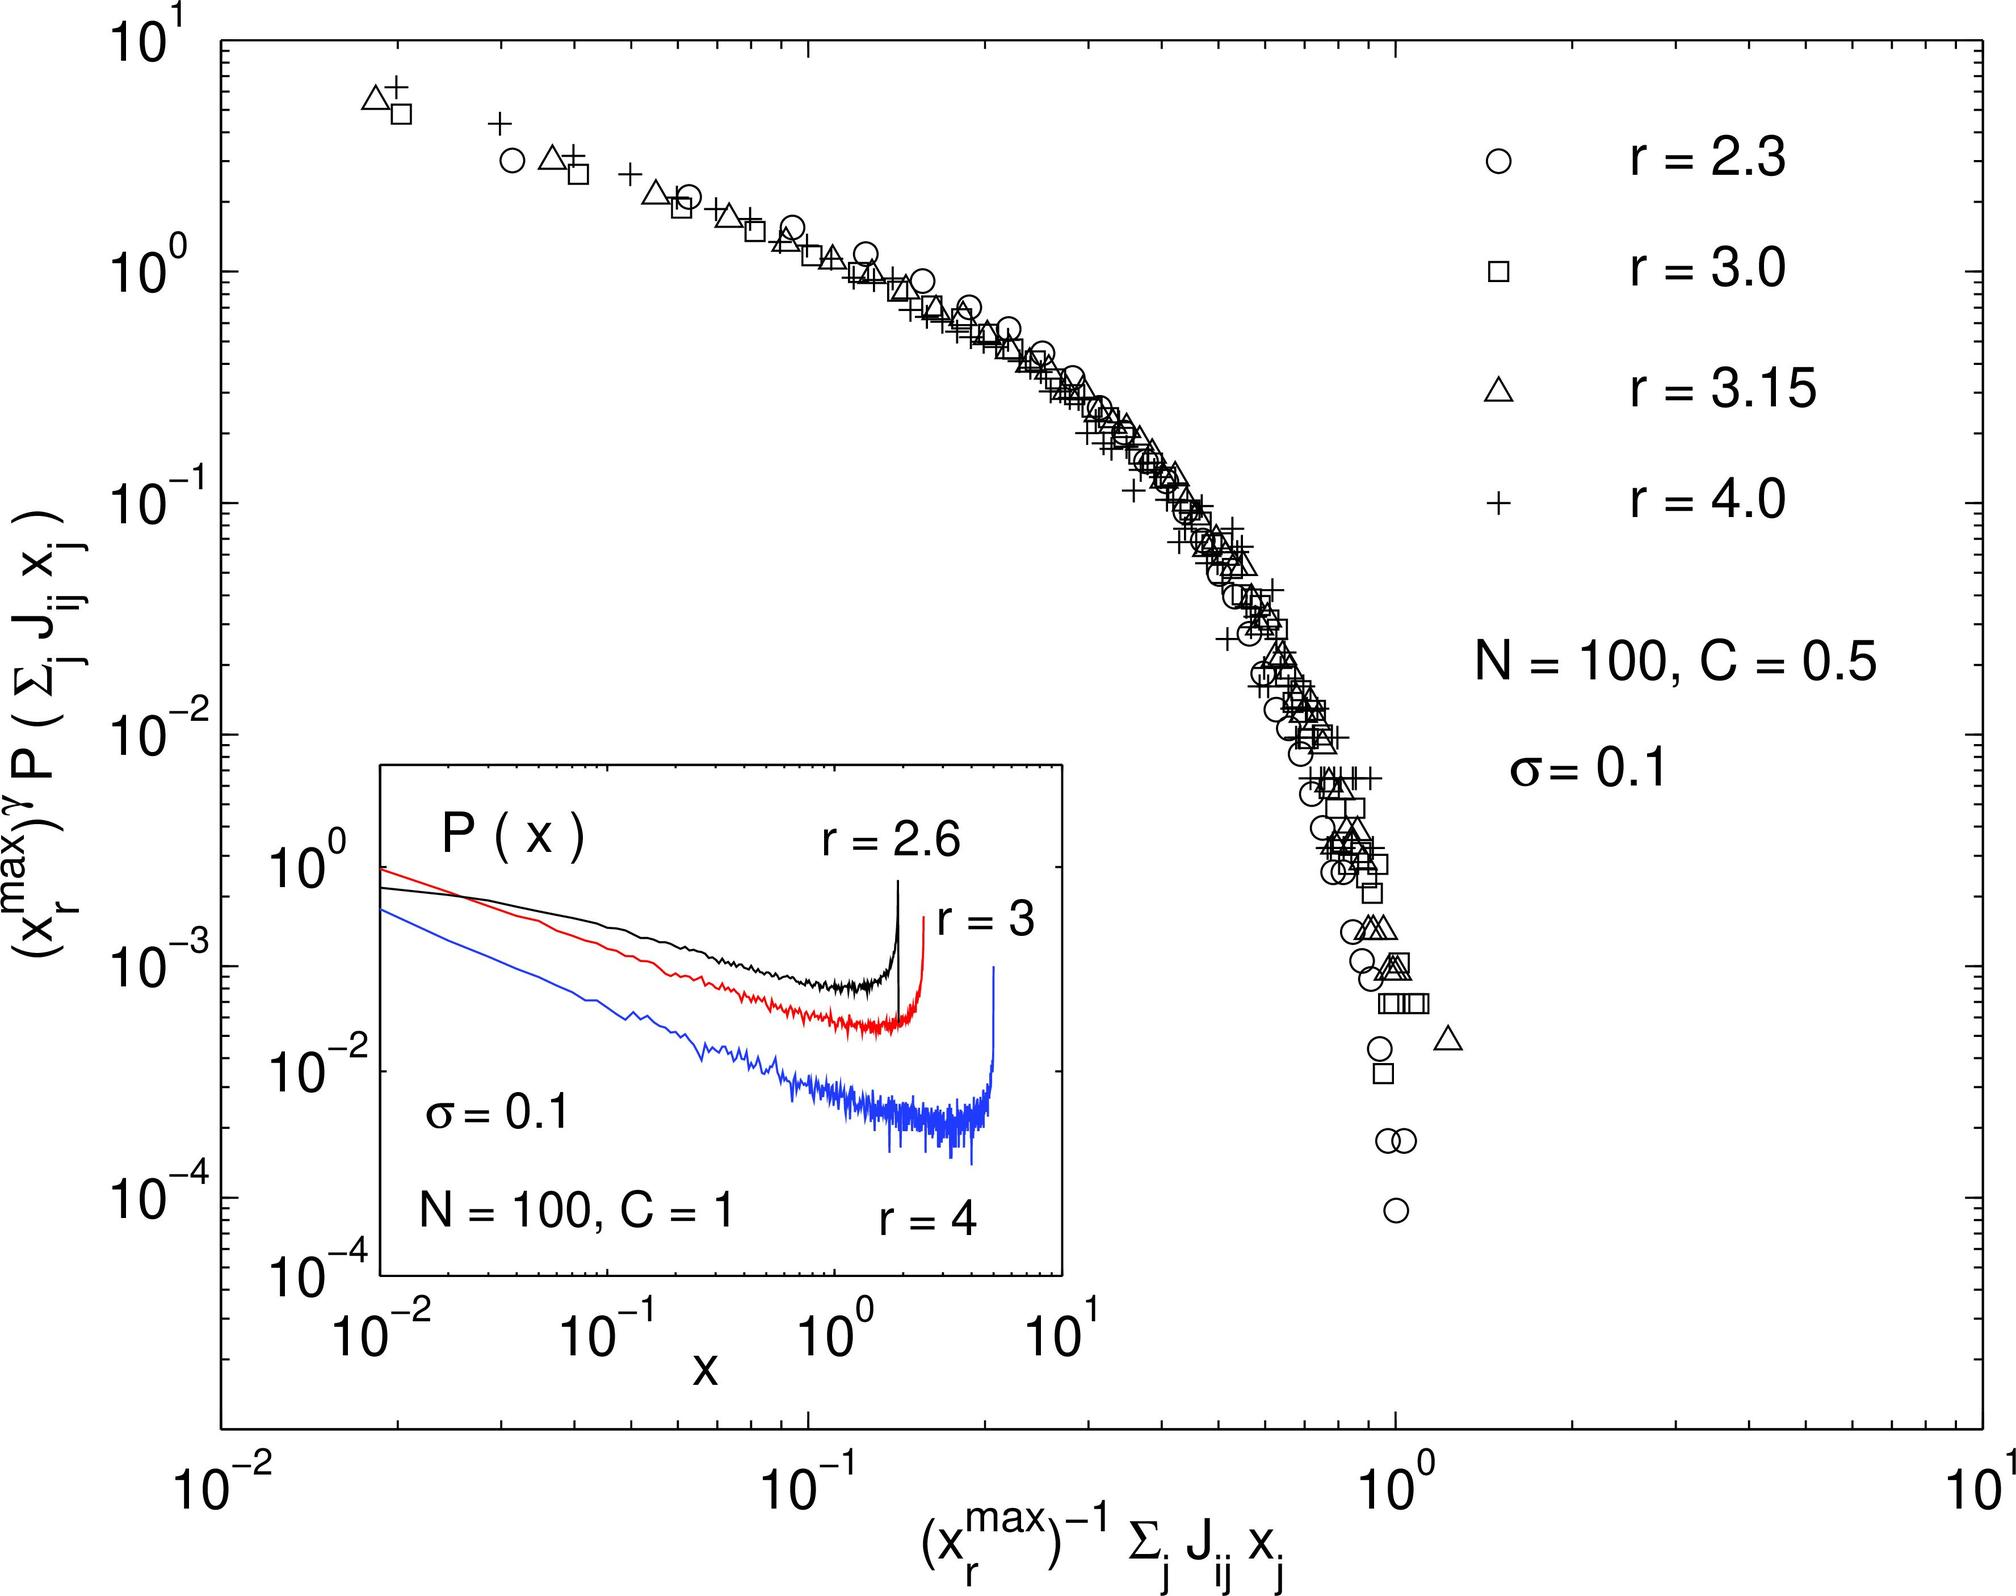 10^1
10^0
10^−1
10^−2
10^−3
10^−4
(x_r^max)^γ P ( Σ_j J_ij x_j )
r = 2.3
r = 3.0
r = 3.15
r = 4.0
N = 100, C = 0.5
σ = 0.1
P ( x )
r = 2.6
r = 3
σ = 0.1
N = 100, C = 1
r = 4
10^0
10^−2
10^−4
10^−2 10^−1 10^0 10^1
x
10^−2 10^−1 10^0 10^1
(x_r^max)^−1 Σ_j J_ij x_j